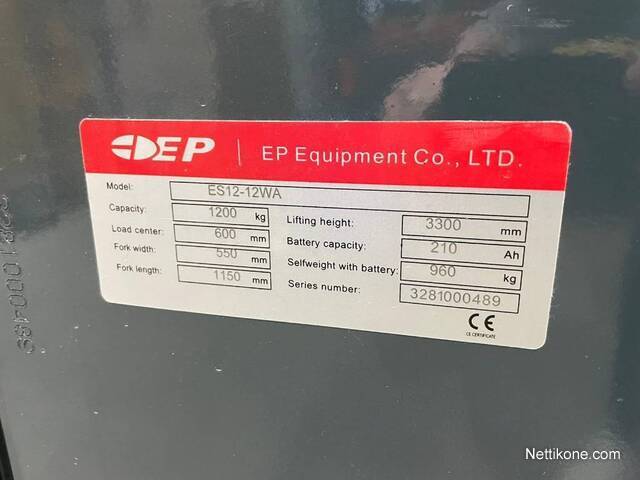 EP
EP Equipment Co., LTD.
Model: ES12-12WA
Capacity: 1200 kg
Load center: 600 mm
Fork width: 550 mm
Fork length: 1150 mm
Lifting height: 3300 mm
Battery capacity: 210 Ah
Selfweight with battery: 960 kg
Series number: 3281000489
CE
CE CERTIFICATE
Nettikone.com